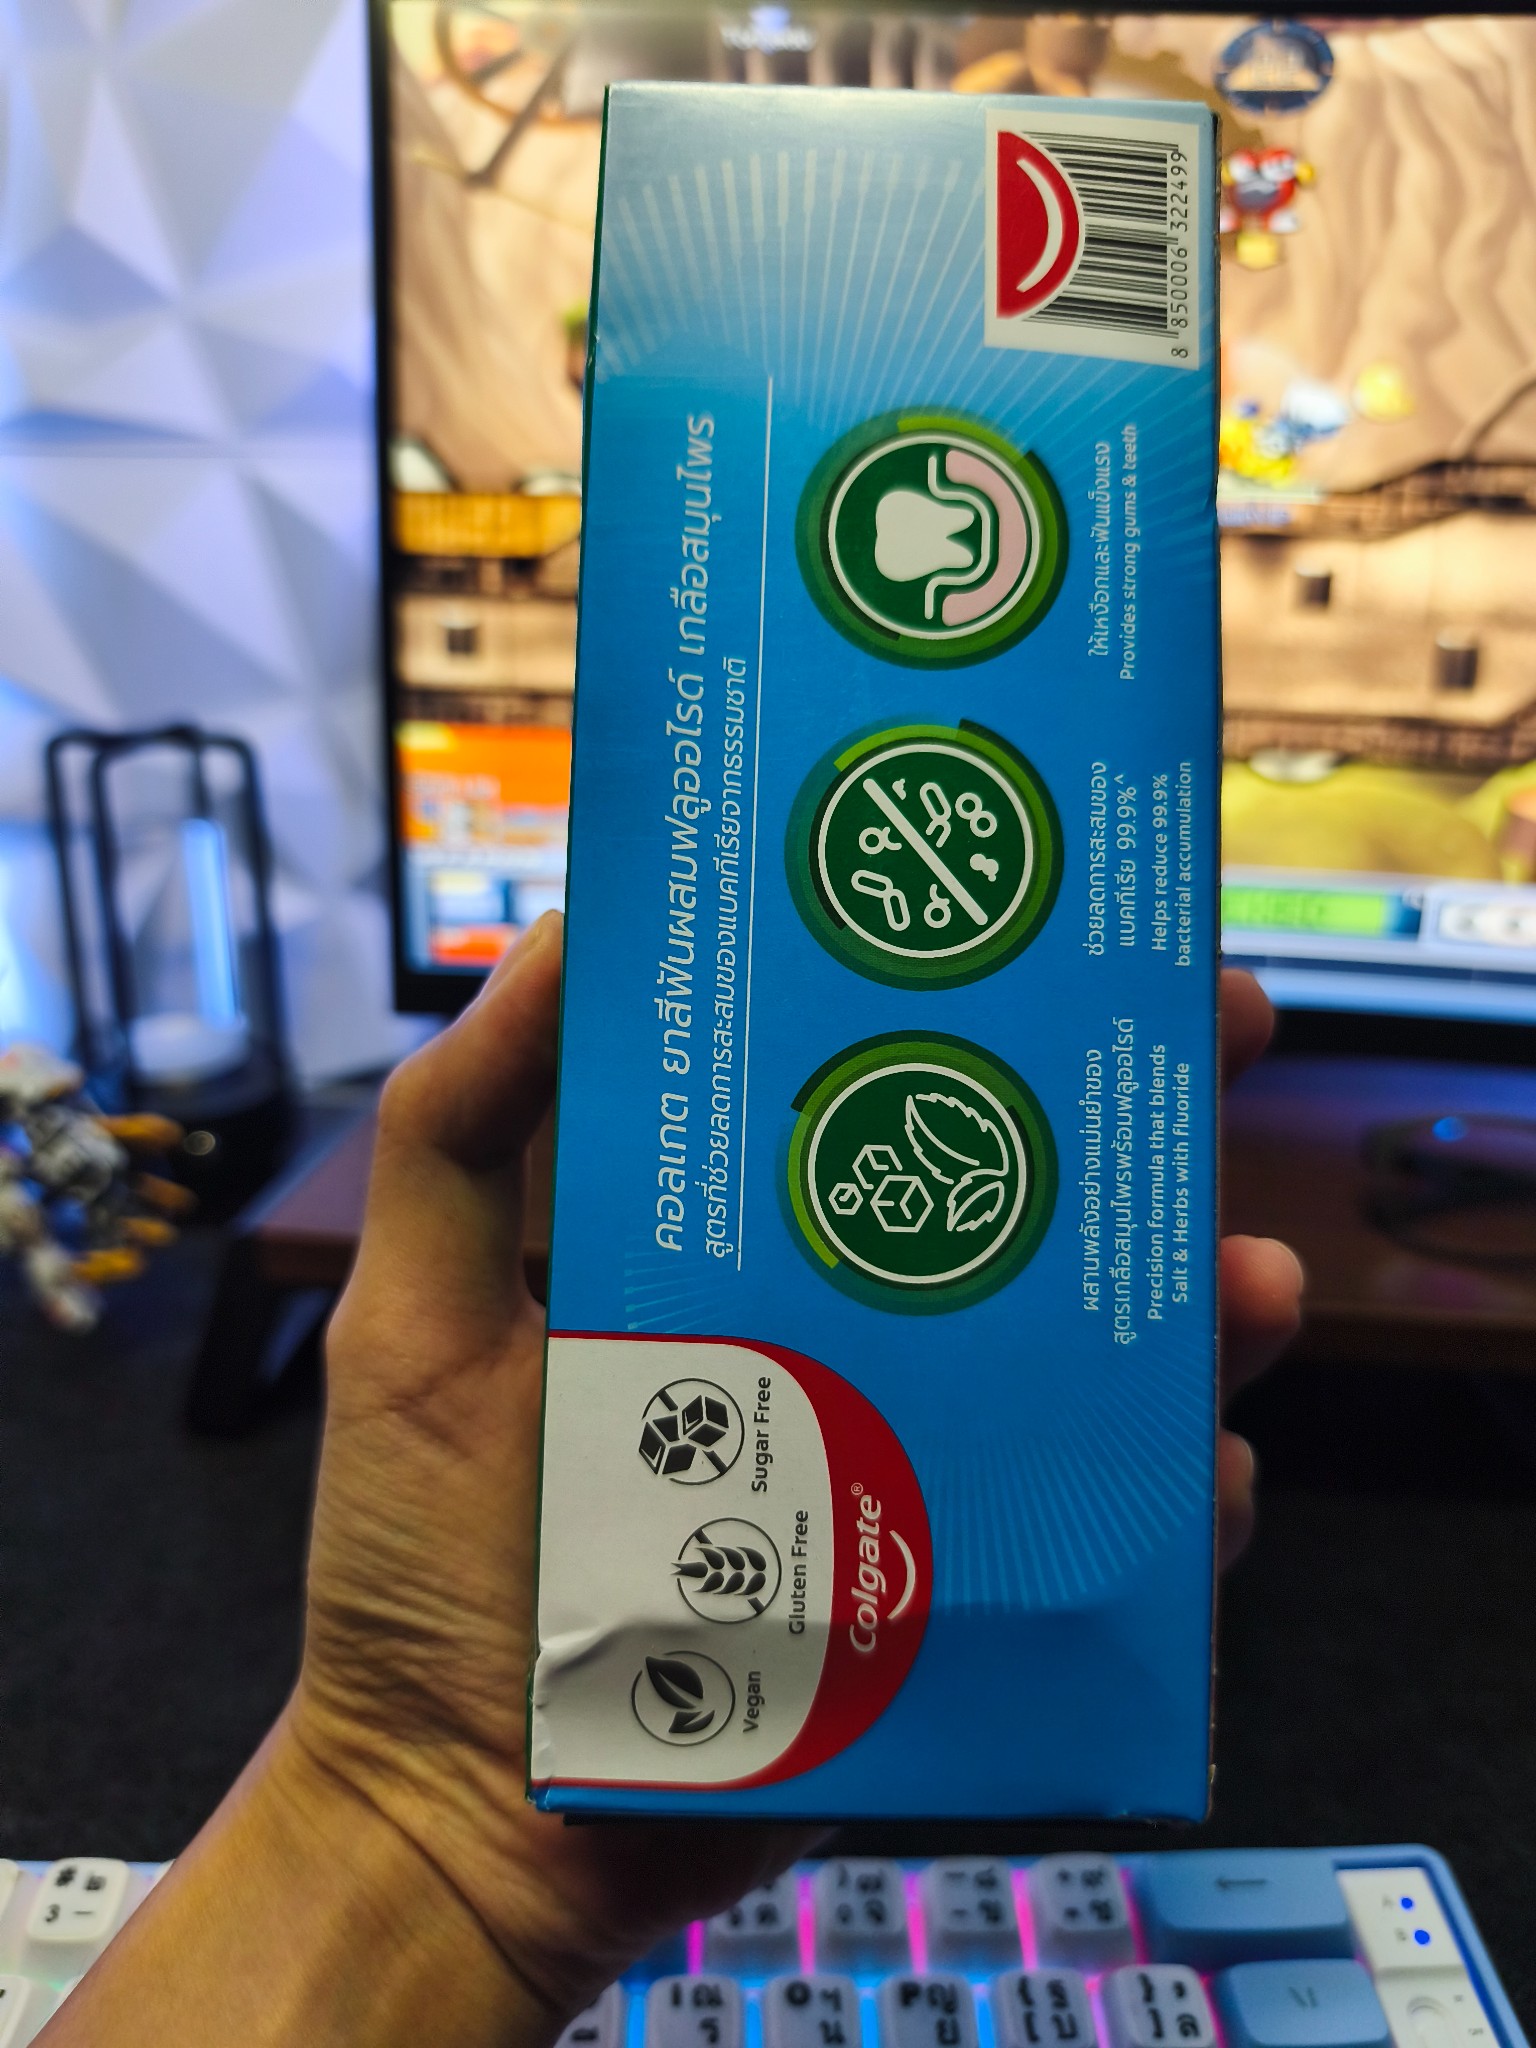 คอลเกต ยาสีฟันผสมฟลูออไรด์ เกลือสมุนไพร
สูตรที่ช่วยลดการสะสมของแบคทีเรียจากธรรมชาติ
Vegan
Gluten Free
Sugar Free
Colgate®
ผสานพลังอย่างแม่นยำของ
สูตรเกลือสมุนไพรพร้อมฟลูออไรด์
Precision formula that blends
Salt & Herbs with fluoride
ช่วยลดการสะสมของ
แบคทีเรีย 99.9%^
Helps reduce 99.9%
bacterial accumulation
ให้เหงือกและฟันแข็งแรง
Provides strong gums & teeth
8 850006 322499